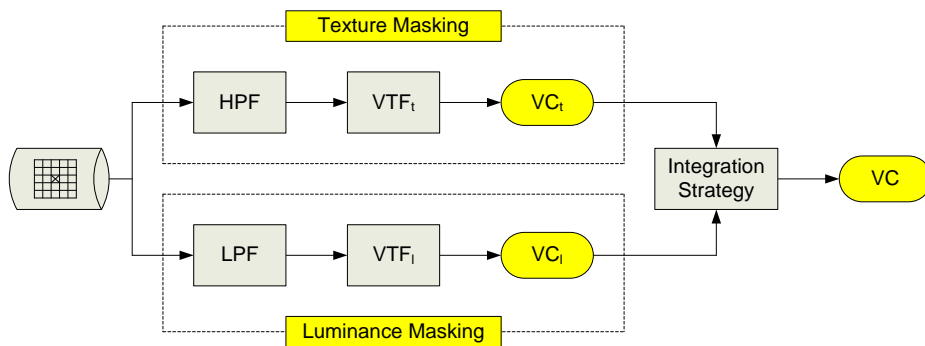 Texture Masking
HPF
VTFt
VCt
Integration
Strategy
VC
LPF
VTFl
VCl
Luminance Masking